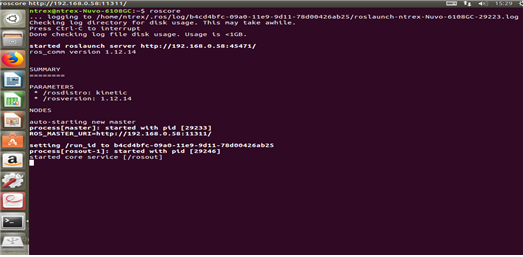 roscore http://192.168.0.58:11311/
15:29
ntrex@ntrex-Nuvo-6108GC:~$ roscore
... logging to /home/ntrex/.ros/log/b4cd4bfc-09a0-11e9-9d11-78d00426ab25/roslaunch-ntrex-Nuvo-6108GC-29223.log
Checking log directory for disk usage. This may take awhile.
Press Ctrl-C to interrupt
Done checking log file disk usage. Usage is <1GB.
started roslaunch server http://192.168.0.58:45471/
ros_comm version 1.12.14
SUMMARY
========
PARAMETERS
* /rosdistro: kinetic
* /rosversion: 1.12.14
NODES
auto-starting new master
process[master]: started with pid [29233]
ROS_MASTER_URI=http://192.168.0.58:11311/
setting /run_id to b4cd4bfc-09a0-11e9-9d11-78d00426ab25
process[rosout-1]: started with pid [29246]
started core service [/rosout]